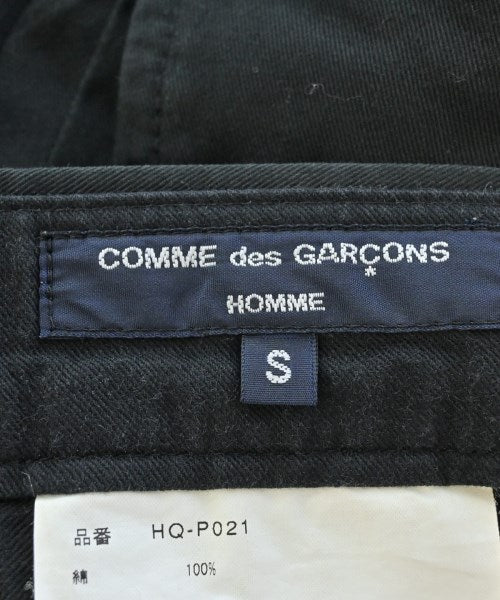 COMME des GARÇONS
HOMME
S
品番 HQ-P021
綿 100%